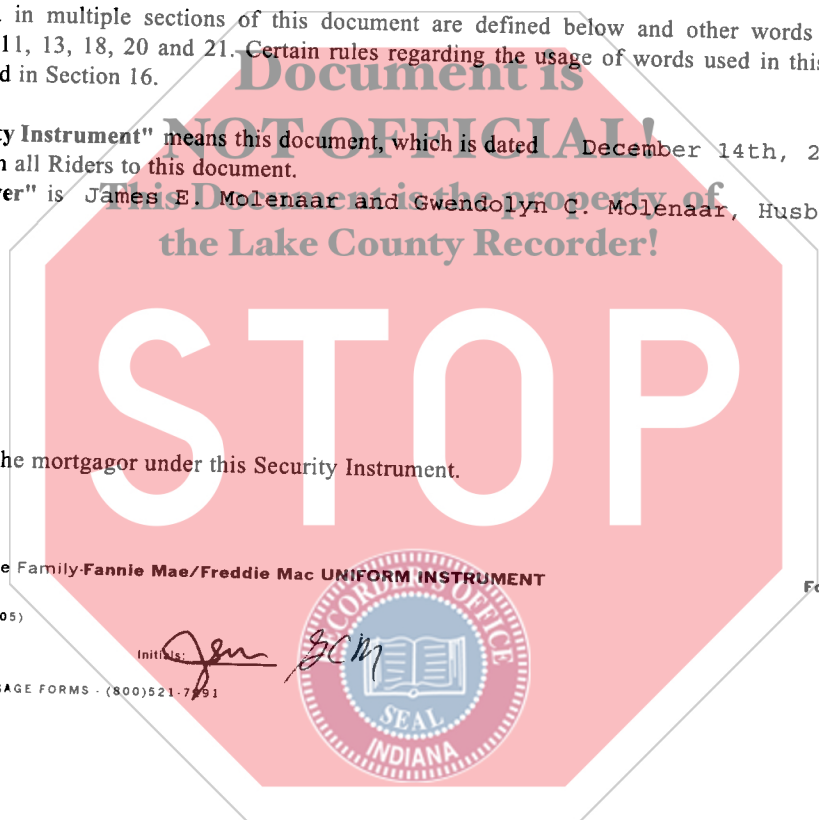 in multiple sections of this document are defined below and other words
11, 13, 18, 20 and 21. Certain rules regarding the usage of words used in this
d in Section 16.
Document is
NOT OFFICIAL!
ty Instrument" means this document, which is dated December 14th, 2
all Riders to this document.
This Document is the property of
er" is James E. Molenaar and Gwendolyn C. Molenaar, Husb
the Lake County Recorder!
STOP
he mortgagor under this Security Instrument.
e Family-Fannie Mae/Freddie Mac UNIFORM INSTRUMENT
Fo
05)
Initials: JEM GCM
AGE FORMS - (800)521-7291
RECORDER'S OFFICE
SEAL
INDIANA